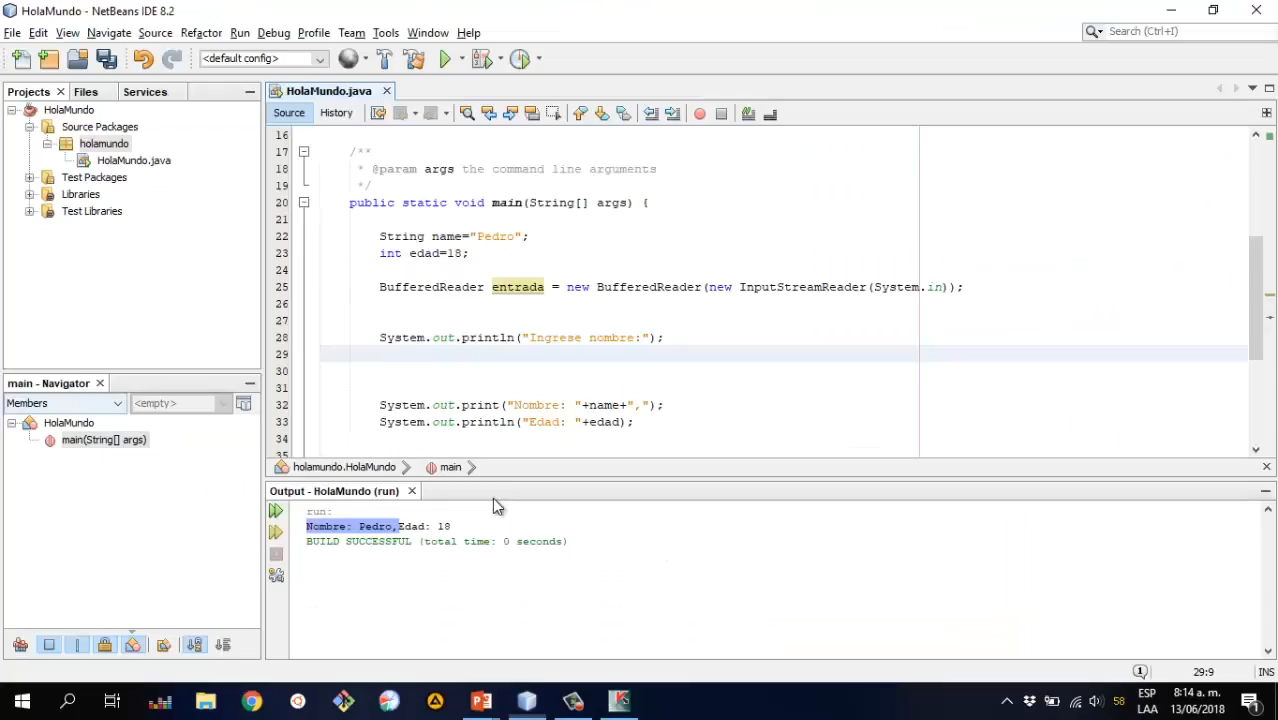 HolaMundo - NetBeans IDE 8.2
File Edit View Navigate Source Refactor Run Debug Profile Team Tools Window Help
Search (Ctrl+I)
<default config>
Projects Files Services
HolaMundo
Source Packages
holamundo
HolaMundo.java
Test Packages
Libraries
Test Libraries
HolaMundo.java
Source History
16
17 /**
18 * @param args the command line arguments
19 */
20 public static void main(String[] args) {
21
22 String name="Pedro";
23 int edad=18;
24
25 BufferedReader entrada = new BufferedReader(new InputStreamReader(System.in));
26
27
28 System.out.println("Ingrese nombre:");
29
30
31
32 System.out.print("Nombre: "+name+",");
33 System.out.println("Edad: "+edad);
34
35
holamundo.HolaMundo main
main - Navigator
Members <empty>
HolaMundo
main(String[] args)
Output - HolaMundo (run)
run:
Nombre: Pedro,Edad: 18
BUILD SUCCESSFUL (total time: 0 seconds)
1 29:9 INS
58 ESP LAA 8:14 a. m. 13/06/2018 1